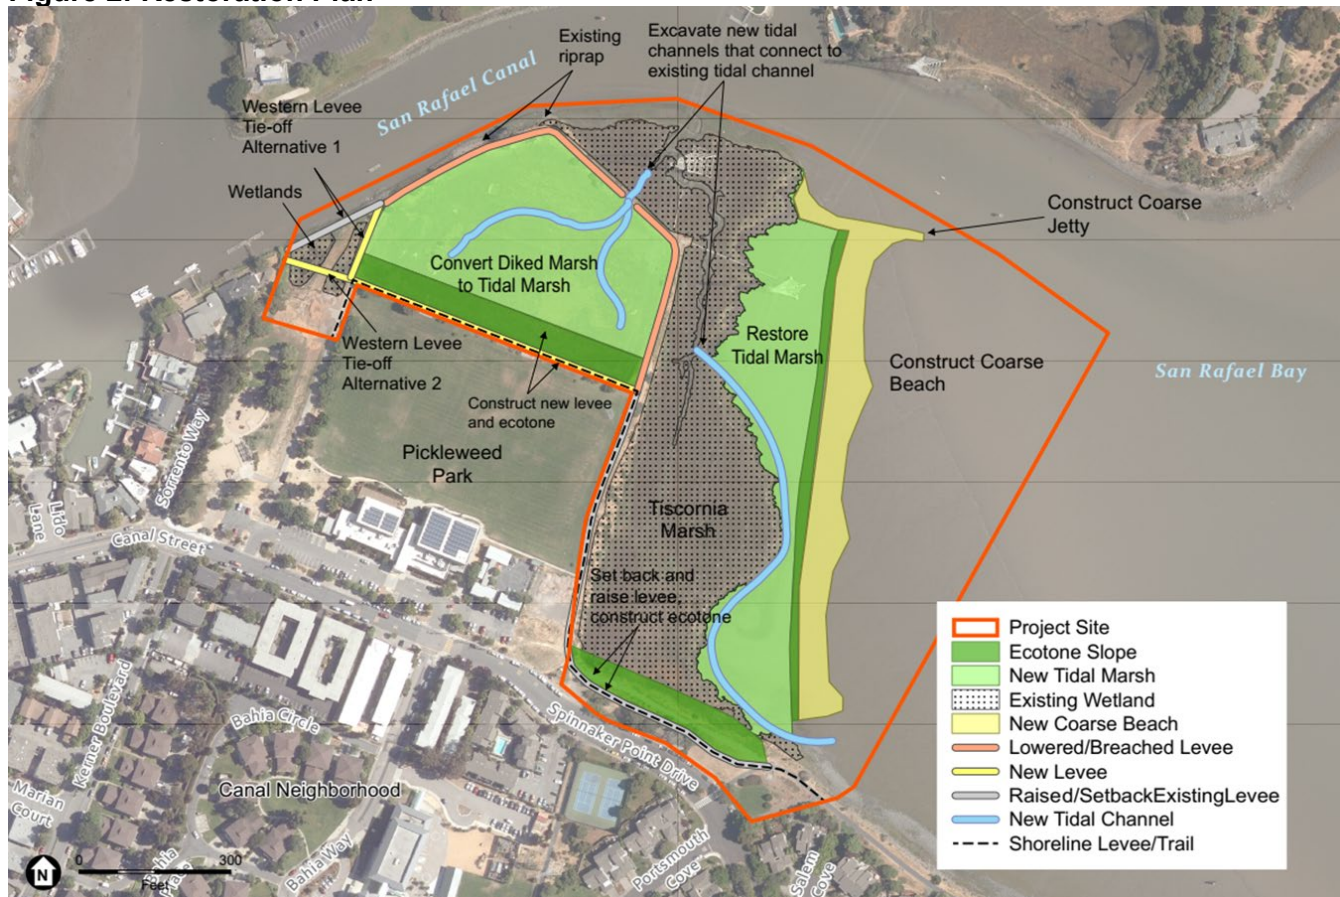 Figure 2. Restoration Plan
Existing
riprap
Excavate new tidal
channels that connect to
existing tidal channel
San Rafael Canal
Western Levee
Tie-off
Alternative 1
Wetlands
Construct Coarse
Jetty
Convert Diked Marsh
to Tidal Marsh
Restore
Tidal Marsh
Construct Coarse
Beach
San Rafael Bay
Western Levee
Tie-off
Alternative 2
Construct new levee
and ecotone
Pickleweed
Park
Sorrento Way
Lido
Lane
Canal Street
Tiscornia
Marsh
Set back and
raise levee,
construct ecotone
Kerner Boulevard
Bahia Circle
Spinnaker Point Drive
Marian
Court
Canal Neighborhood
Bahia
Place
Bahia Way
Portsmouth
Cove
Salem
Cove
N
0 300
Feet
Project Site
Ecotone Slope
New Tidal Marsh
Existing Wetland
New Coarse Beach
Lowered/Breached Levee
New Levee
Raised/SetbackExistingLevee
New Tidal Channel
Shoreline Levee/Trail